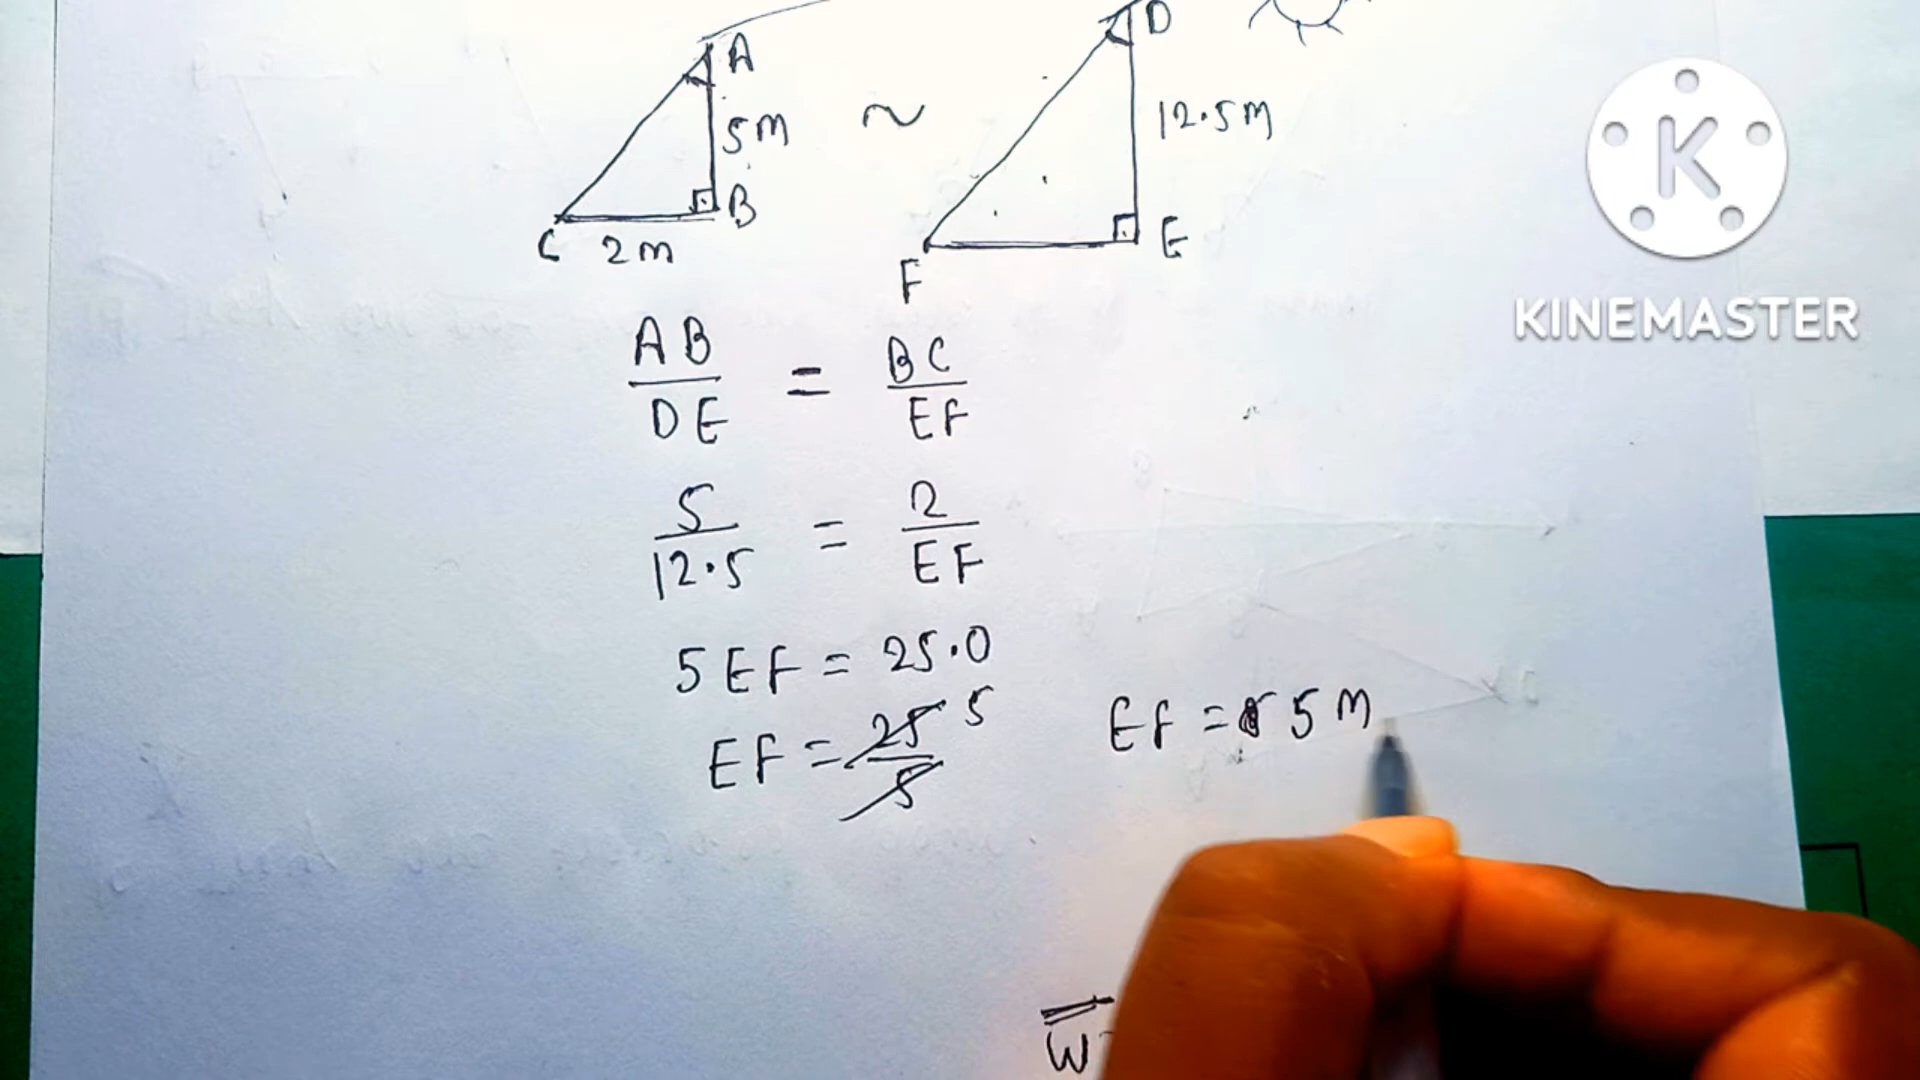 A
D
5m
~
12.5m
B
E
C 2m
F
KINEMASTER
AB/DE = BC/EF
5/12.5 = 2/EF
5EF = 25.0
EF = 25/5 5
EF = 5m
W